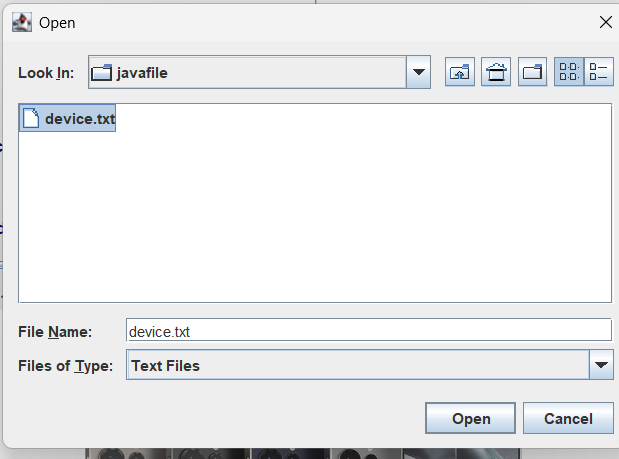 Open
Look In: javafile
device.txt
File Name: device.txt
Files of Type: Text Files
Open Cancel